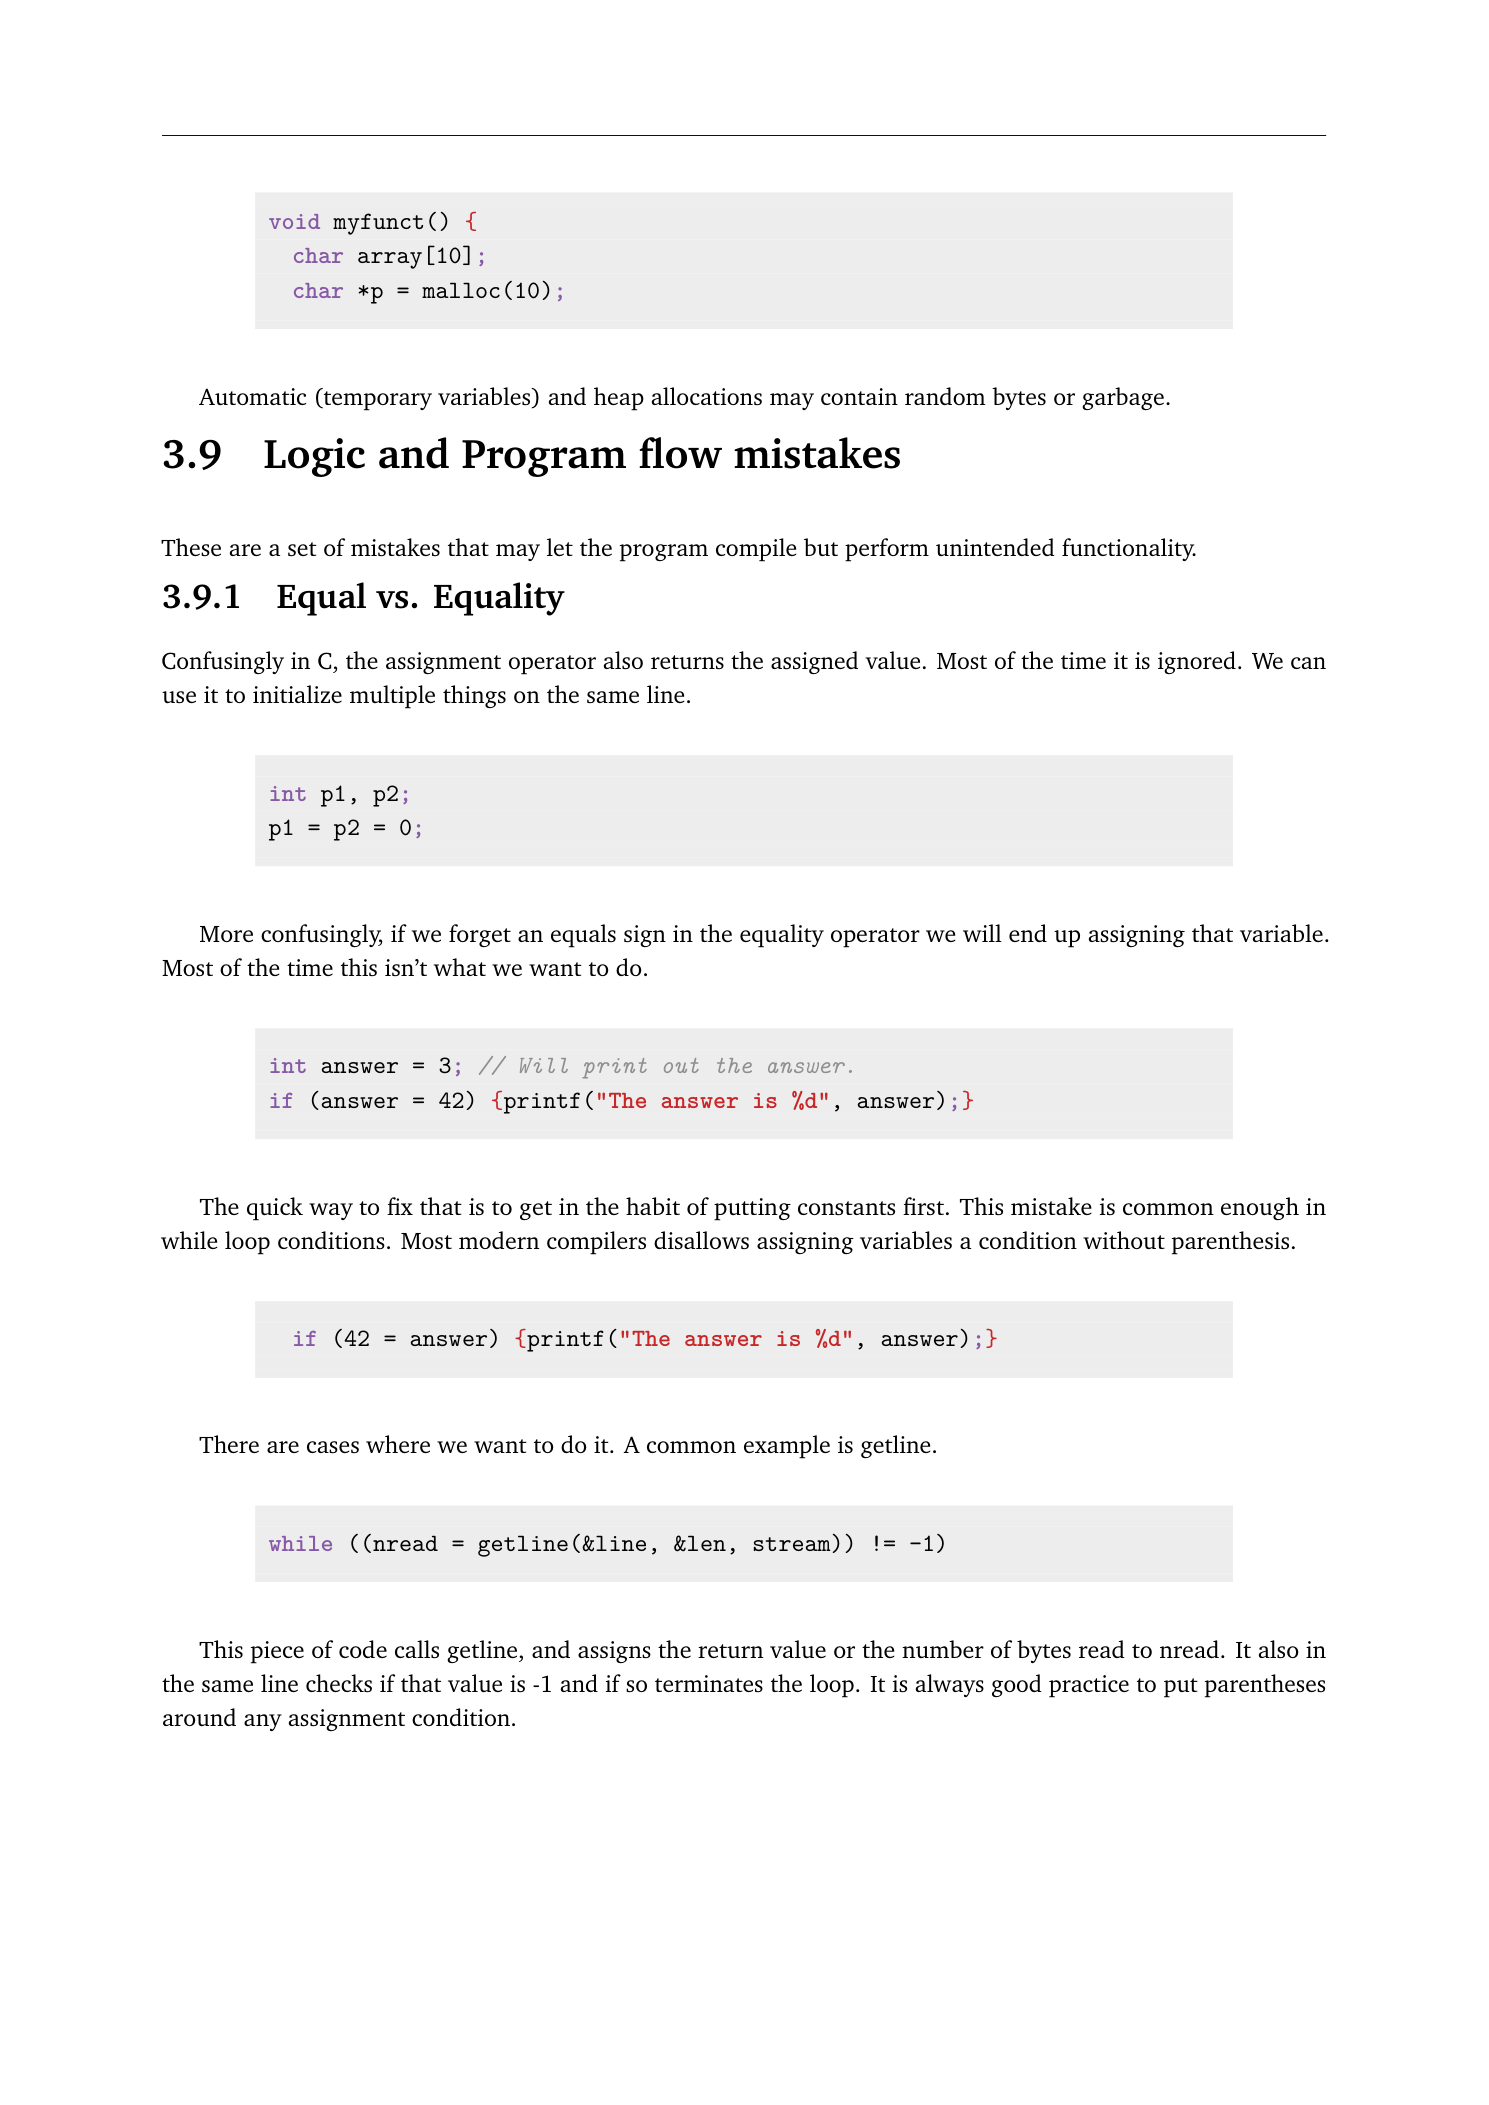 void myfunct() {
char array[10];
char *p = malloc(10);
Automatic (temporary variables) and heap allocations may contain random bytes or garbage.
3.9 Logic and Program flow mistakes
These are a set of mistakes that may let the program compile but perform unintended functionality.
3.9.1 Equal vs. Equality
Confusingly in C, the assignment operator also returns the assigned value. Most of the time it is ignored. We can
use it to initialize multiple things on the same line.
int p1, p2;
p1 = p2 = 0;
More confusingly, if we forget an equals sign in the equality operator we will end up assigning that variable.
Most of the time this isn’t what we want to do.
int answer = 3; // Will print out the answer.
if (answer = 42) {printf("The answer is %d", answer);}
The quick way to fix that is to get in the habit of putting constants first. This mistake is common enough in
while loop conditions. Most modern compilers disallows assigning variables a condition without parenthesis.
if (42 = answer) {printf("The answer is %d", answer);}
There are cases where we want to do it. A common example is getline.
while ((nread = getline(&line, &len, stream)) != -1)
This piece of code calls getline, and assigns the return value or the number of bytes read to nread. It also in
the same line checks if that value is -1 and if so terminates the loop. It is always good practice to put parentheses
around any assignment condition.